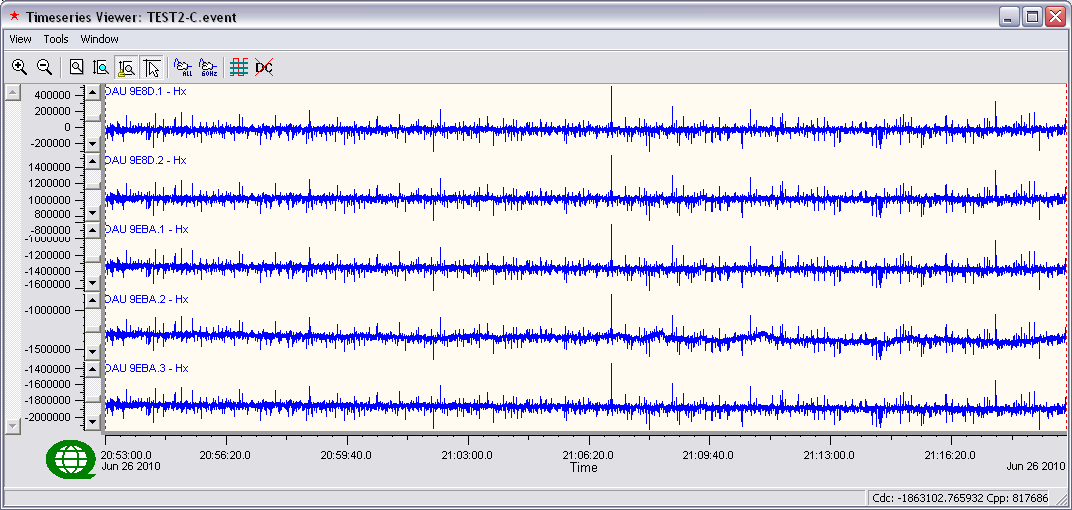 Timeseries Viewer: TEST2-C.event
View Tools Window
ALL 60Hz DC
DAU 9E8D.1 - Hx
400000
200000
0
-200000
DAU 9E8D.2 - Hx
1400000
1200000
1000000
800000
DAU 9EBA.1 - Hx
-800000
-1000000
-1200000
-1400000
-1600000
DAU 9EBA.2 - Hx
-1000000
-1500000
DAU 9EBA.3 - Hx
-1400000
-1600000
-1800000
-2000000
20:53:00.0 20:56:20.0 20:59:40.0 21:03:00.0 21:06:20.0 21:09:40.0 21:13:00.0 21:16:20.0
Jun 26 2010 Time Jun 26 2010
Cdc: -1863102.765932 Cpp: 817686